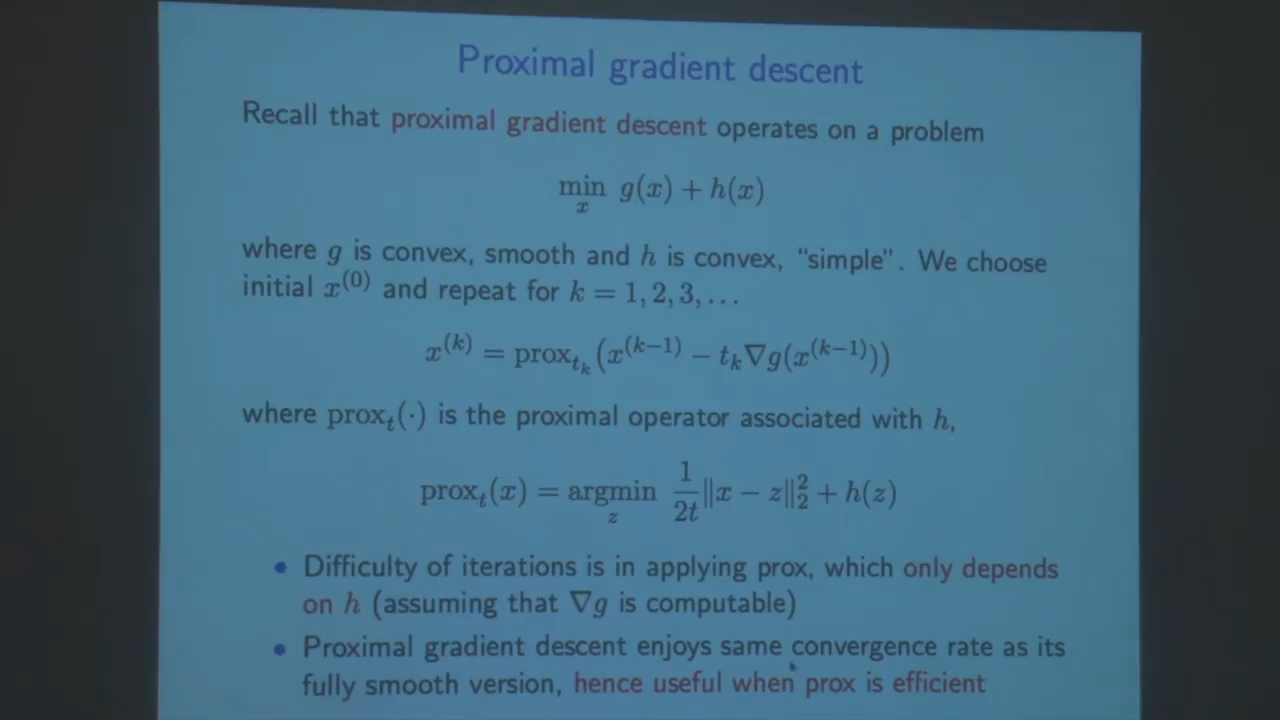 Proximal gradient descent
Recall that proximal gradient descent operates on a problem
min_x g(x) + h(x)
where g is convex, smooth and h is convex, “simple”. We choose
initial x^(0) and repeat for k = 1, 2, 3, . . .
x^(k) = prox_{t_k}(x^(k−1) − t_k∇g(x^(k−1)))
where prox_t(·) is the proximal operator associated with h,
prox_t(x) = argmin_z 1/2t ‖x − z‖_2^2 + h(z)
• Difficulty of iterations is in applying prox, which only depends
on h (assuming that ∇g is computable)
• Proximal gradient descent enjoys same convergence rate as its
fully smooth version, hence useful when prox is efficient